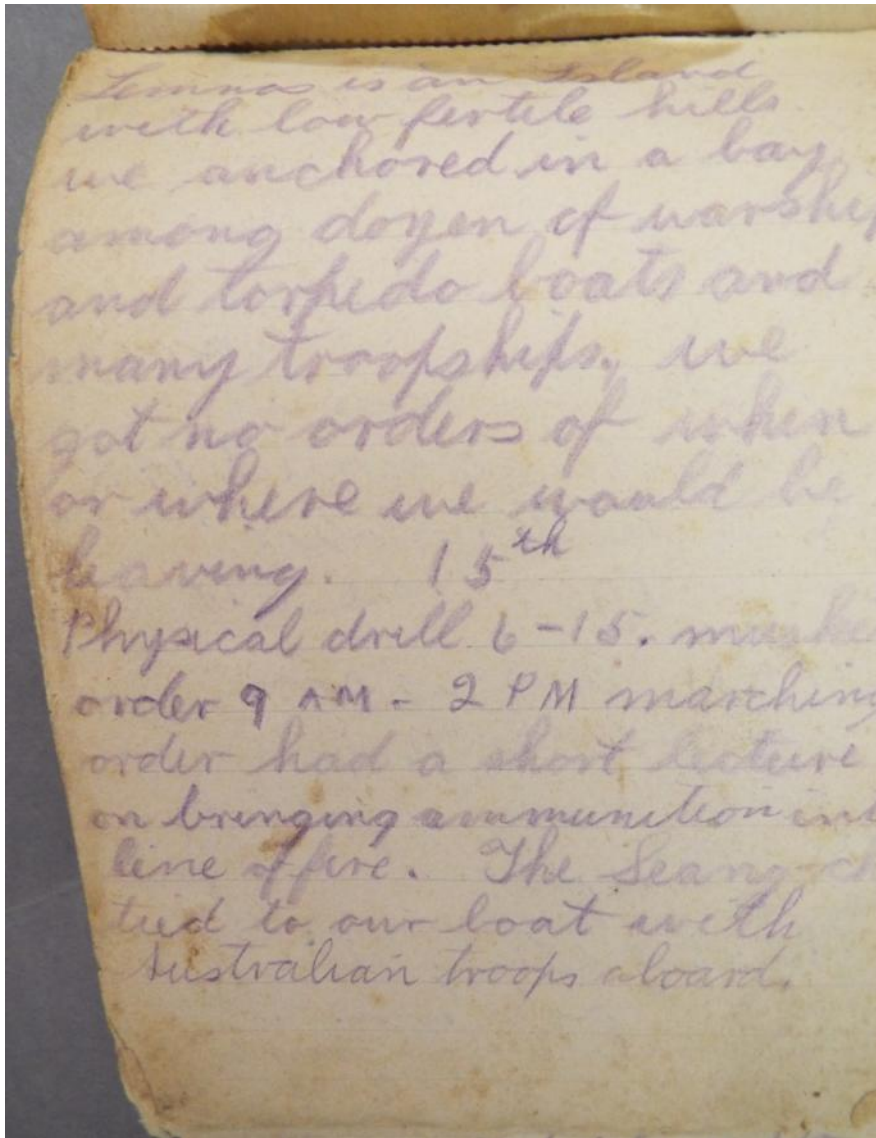 Lemnos is an Island
with low fertile hills
we anchored in a bay
among dozen of warship
and torpedo boats and
many troopships. we
got no orders of when
or where we would be
leaving. 15th
Physical drill 6-15.
order 9 AM - 2 PM marching
order had a short lecture
on bringing ammunition int
line of fire. The Seang-ch
tied to our boat with
Australian troops aboard.